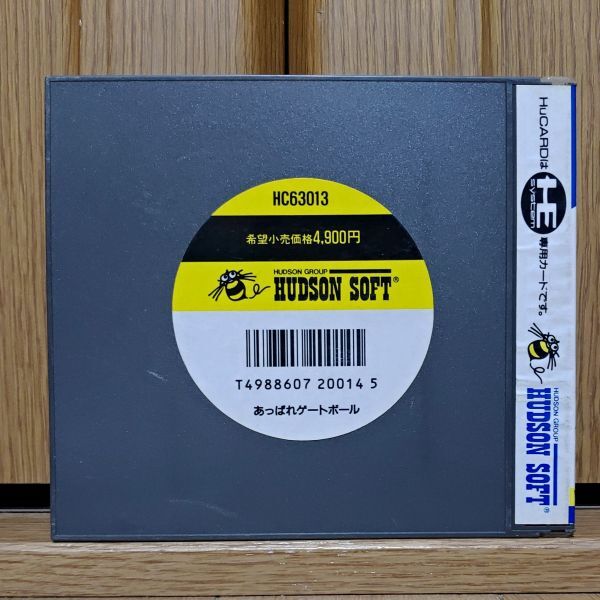 HC63013
希望小売価格4,900円
HUDSON GROUP
HUDSON SOFT®
T4988607 20014 5
あっぱれゲートボール
HuCARDは
HE
SYSTEM
専用カードです。
HUDSON GROUP
HUDSON SOFT®